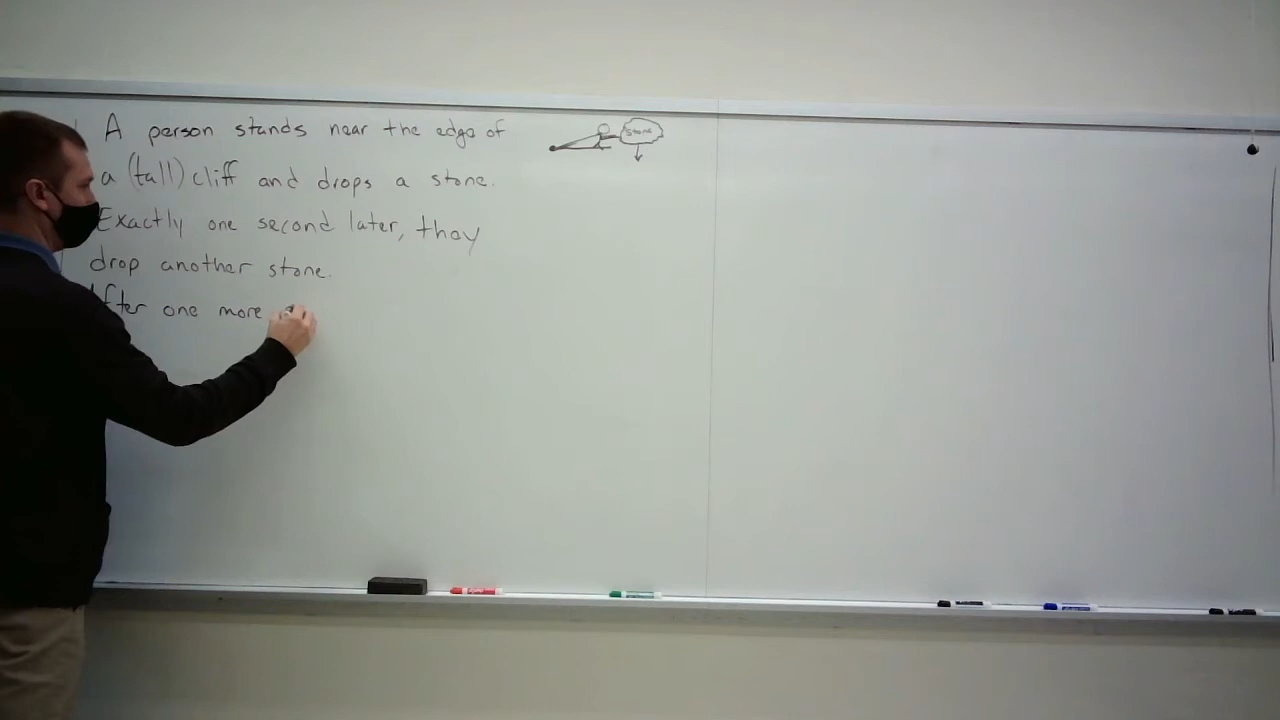 A person stands near the edge of
a (tall) cliff and drops a stone.
Exactly one second later, they
drop another stone.
After one more
stone